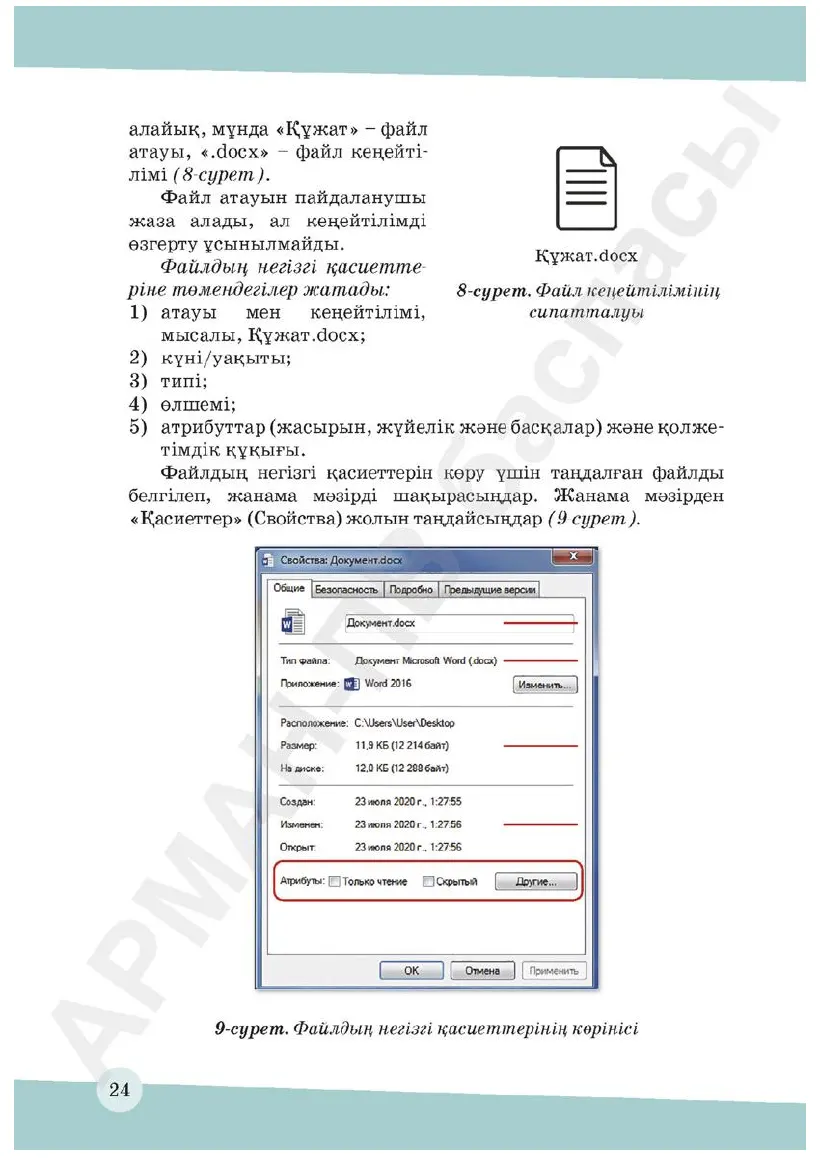 алайық, мұнда «Құжат» – файл
атауы, «.docx» – файл кеңейті-
лімі (8-сурет).
Файл атауын пайдаланушы
жаза алады, ал кеңейтілімді
өзгерту ұсынылмайды.
Файлдың негізгі қасиетте-
ріне төмендегілер жатады:
1) атауы мен кеңейтілімі,
мысалы, Құжат.docx;
2) күні/уақыты;
3) типі;
4) өлшемі;
5) атрибуттар (жасырын, жүйелік және басқалар) және қолже-
тімдік құқығы.
Құжат.docx
8-сурет. Файл кеңейтілімінің
сипатталуы
Файлдың негізгі қасиеттерін көру үшін таңдалған файлды
белгілеп, жанама мәзірді шақырасыңдар. Жанама мәзірден
«Қасиеттер» (Свойства) жолын таңдайсыңдар (9 сурет).
Свойства: Документ.docx
Общие Безопасность Подробно Предыдущие версии
Документ.docx
Тип файла: Документ Microsoft Word (.docx)
Приложение: Word 2016 Изменить...
Расположение: C:\Users\User\Desktop
Размер: 11,9 КБ (12 214 байт)
На диске: 12,0 КБ (12 288 байт)
Создан: 23 июля 2020 г., 1:27:55
Изменен: 23 июля 2020 г., 1:27:56
Открыт: 23 июля 2020 г., 1:27:56
Атрибуты: Только чтение Скрытый Другие...
ОК Отмена Применить
9-сурет. Файлдың негізгі қасиеттерінің көрінісі
24
АРМАН-ПВ баспасы